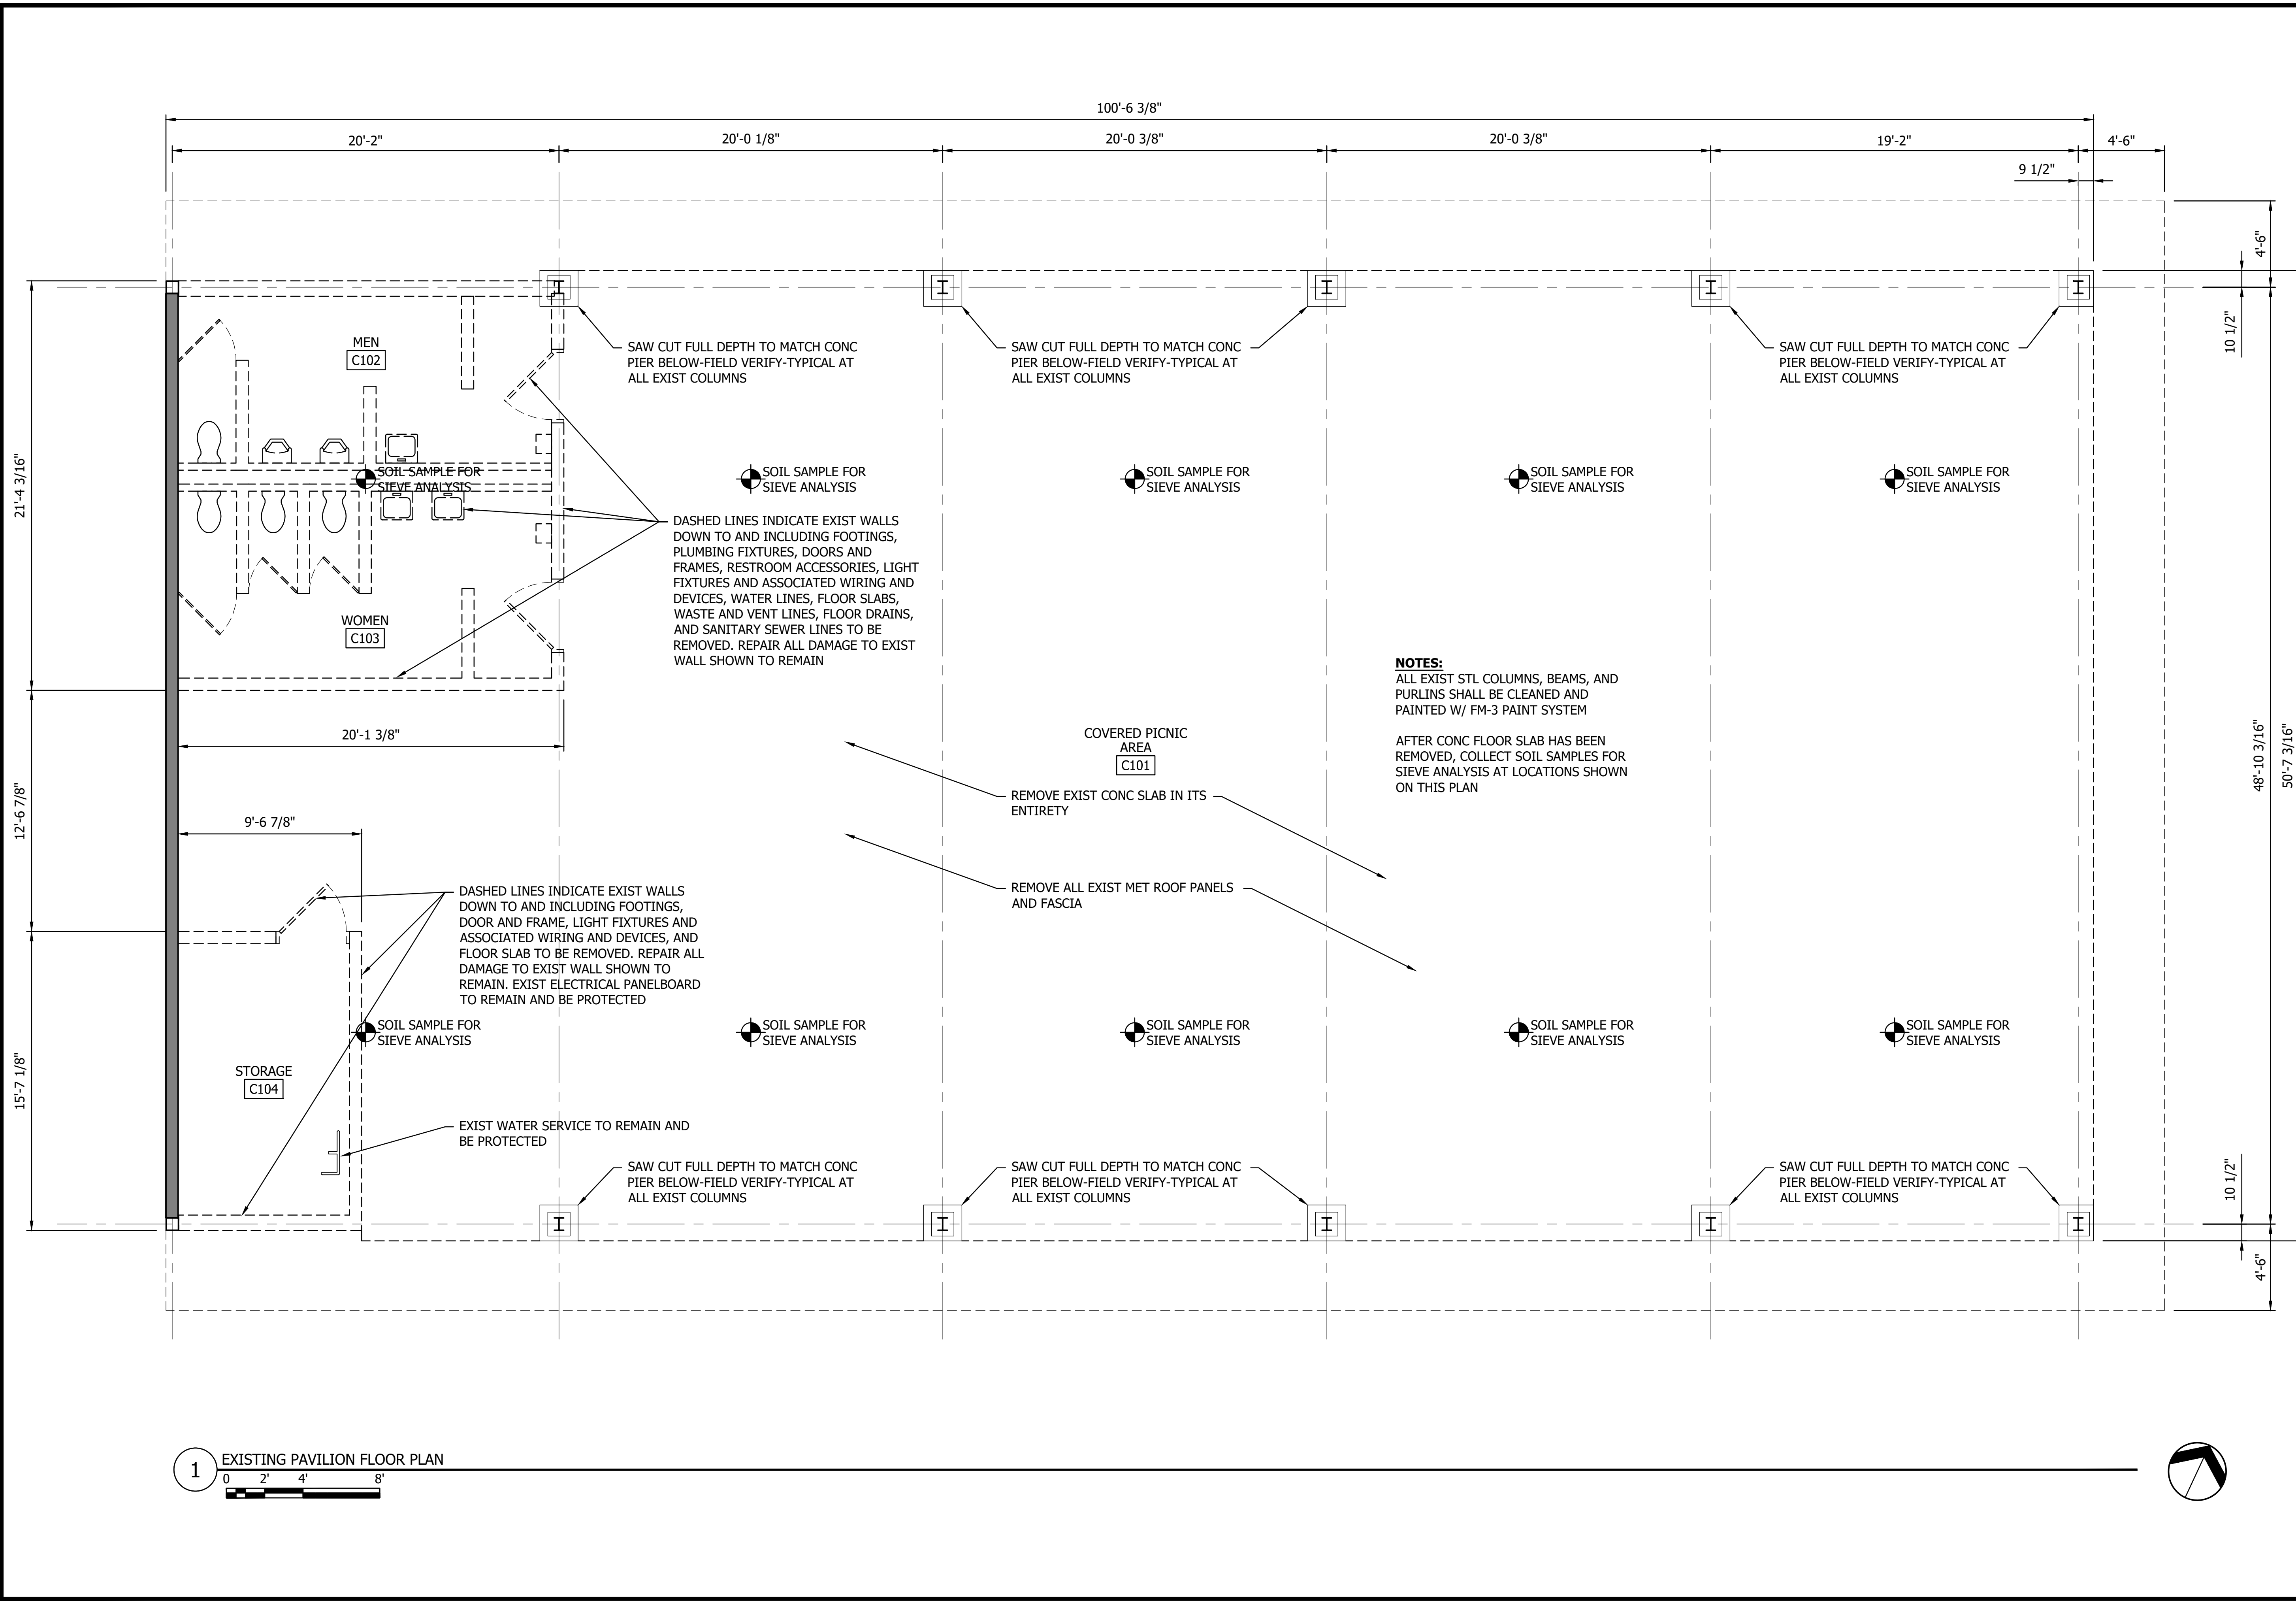 100'-6 3/8"
20'-2"
20'-0 1/8"
20'-0 3/8"
20'-0 3/8"
19'-2"
4'-6"
9 1/2"
4'-6"
10 1/2"
21'-4 3/16"
12'-6 7/8"
15'-7 1/8"
48'-10 3/16"
50'-7 3/16"
10 1/2"
4'-6"
MEN
C102
SAW CUT FULL DEPTH TO MATCH CONC
PIER BELOW-FIELD VERIFY-TYPICAL AT
ALL EXIST COLUMNS
SAW CUT FULL DEPTH TO MATCH CONC
PIER BELOW-FIELD VERIFY-TYPICAL AT
ALL EXIST COLUMNS
SAW CUT FULL DEPTH TO MATCH CONC
PIER BELOW-FIELD VERIFY-TYPICAL AT
ALL EXIST COLUMNS
SOIL SAMPLE FOR
SIEVE ANALYSIS
SOIL SAMPLE FOR
SIEVE ANALYSIS
SOIL SAMPLE FOR
SIEVE ANALYSIS
SOIL SAMPLE FOR
SIEVE ANALYSIS
SOIL SAMPLE FOR
SIEVE ANALYSIS
DASHED LINES INDICATE EXIST WALLS
DOWN TO AND INCLUDING FOOTINGS,
PLUMBING FIXTURES, DOORS AND
FRAMES, RESTROOM ACCESSORIES, LIGHT
FIXTURES AND ASSOCIATED WIRING AND
DEVICES, WATER LINES, FLOOR SLABS,
WASTE AND VENT LINES, FLOOR DRAINS,
AND SANITARY SEWER LINES TO BE
REMOVED. REPAIR ALL DAMAGE TO EXIST
WALL SHOWN TO REMAIN
WOMEN
C103
NOTES:
ALL EXIST STL COLUMNS, BEAMS, AND
PURLINS SHALL BE CLEANED AND
PAINTED W/ FM-3 PAINT SYSTEM
AFTER CONC FLOOR SLAB HAS BEEN
REMOVED, COLLECT SOIL SAMPLES FOR
SIEVE ANALYSIS AT LOCATIONS SHOWN
ON THIS PLAN
20'-1 3/8"
COVERED PICNIC
AREA
C101
REMOVE EXIST CONC SLAB IN ITS
ENTIRETY
9'-6 7/8"
REMOVE ALL EXIST MET ROOF PANELS
AND FASCIA
DASHED LINES INDICATE EXIST WALLS
DOWN TO AND INCLUDING FOOTINGS,
DOOR AND FRAME, LIGHT FIXTURES AND
ASSOCIATED WIRING AND DEVICES, AND
FLOOR SLAB TO BE REMOVED. REPAIR ALL
DAMAGE TO EXIST WALL SHOWN TO
REMAIN. EXIST ELECTRICAL PANELBOARD
TO REMAIN AND BE PROTECTED
SOIL SAMPLE FOR
SIEVE ANALYSIS
SOIL SAMPLE FOR
SIEVE ANALYSIS
SOIL SAMPLE FOR
SIEVE ANALYSIS
SOIL SAMPLE FOR
SIEVE ANALYSIS
SOIL SAMPLE FOR
SIEVE ANALYSIS
STORAGE
C104
EXIST WATER SERVICE TO REMAIN AND
BE PROTECTED
SAW CUT FULL DEPTH TO MATCH CONC
PIER BELOW-FIELD VERIFY-TYPICAL AT
ALL EXIST COLUMNS
SAW CUT FULL DEPTH TO MATCH CONC
PIER BELOW-FIELD VERIFY-TYPICAL AT
ALL EXIST COLUMNS
SAW CUT FULL DEPTH TO MATCH CONC
PIER BELOW-FIELD VERIFY-TYPICAL AT
ALL EXIST COLUMNS
1
EXISTING PAVILION FLOOR PLAN
0 2' 4' 8'